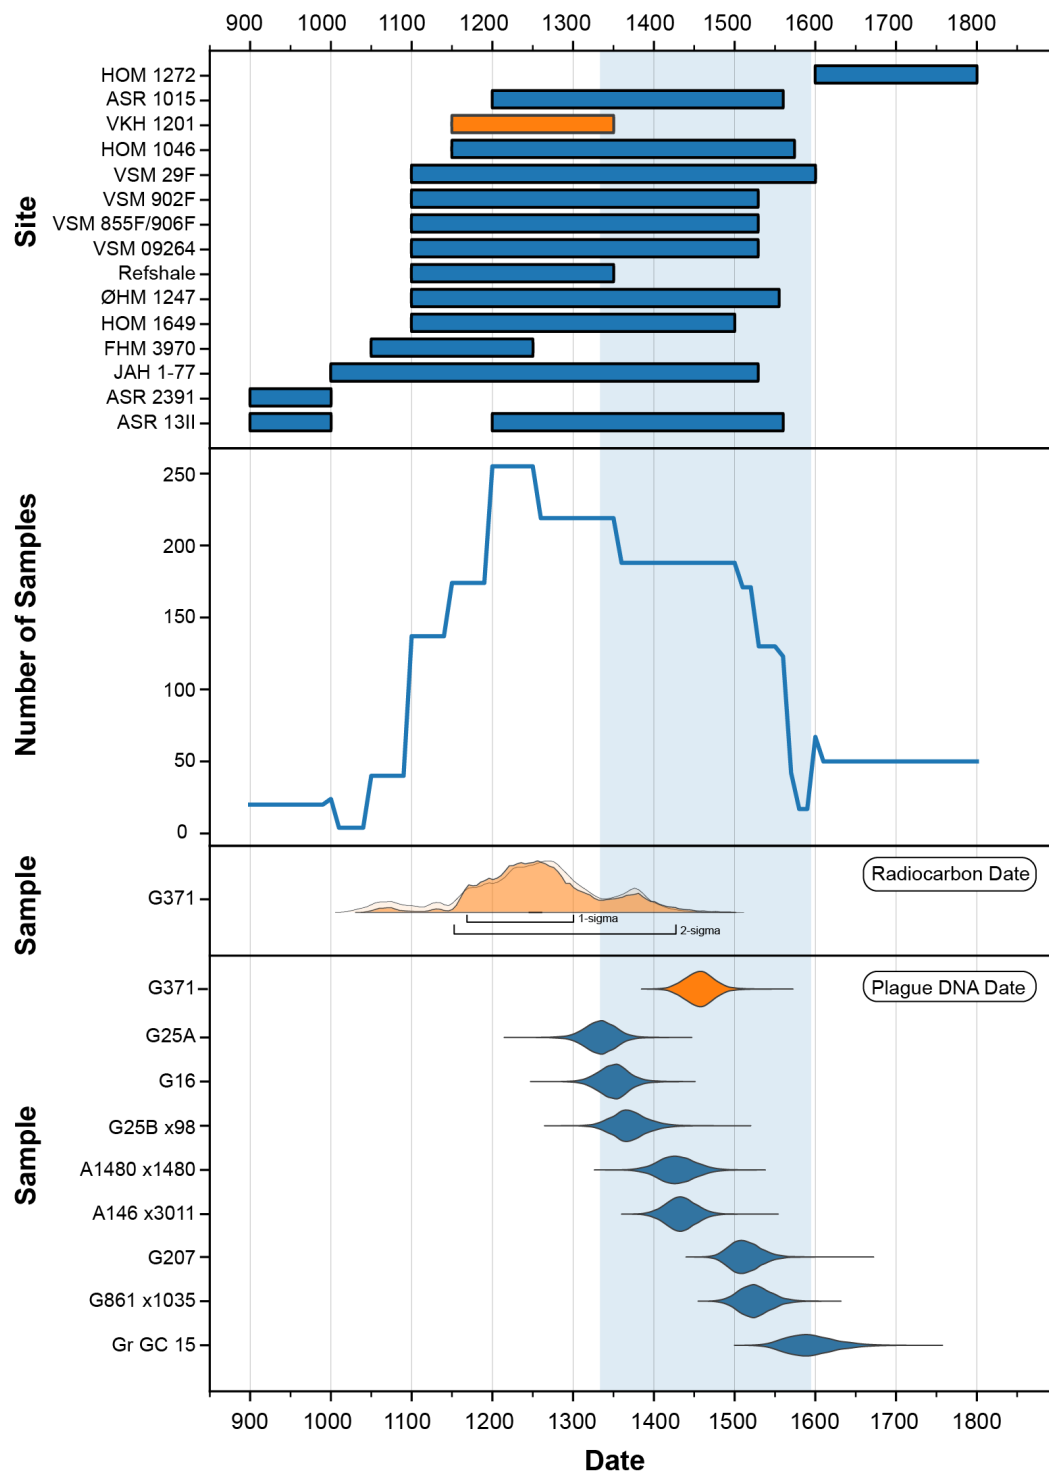 900 1000 1100 1200 1300 1400 1500 1600 1700 1800
Site
HOM 1272
ASR 1015
VKH 1201
HOM 1046
VSM 29F
VSM 902F
VSM 855F/906F
VSM 09264
Refshale
ØHM 1247
HOM 1649
FHM 3970
JAH 1-77
ASR 2391
ASR 13II
Number of Samples
250
200
150
100
50
0
Sample
G371
Radiocarbon Date
1-sigma
2-sigma
Sample
G371
Plague DNA Date
G25A
G16
G25B x98
A1480 x1480
A146 x3011
G207
G861 x1035
Gr GC 15
900 1000 1100 1200 1300 1400 1500 1600 1700 1800
Date